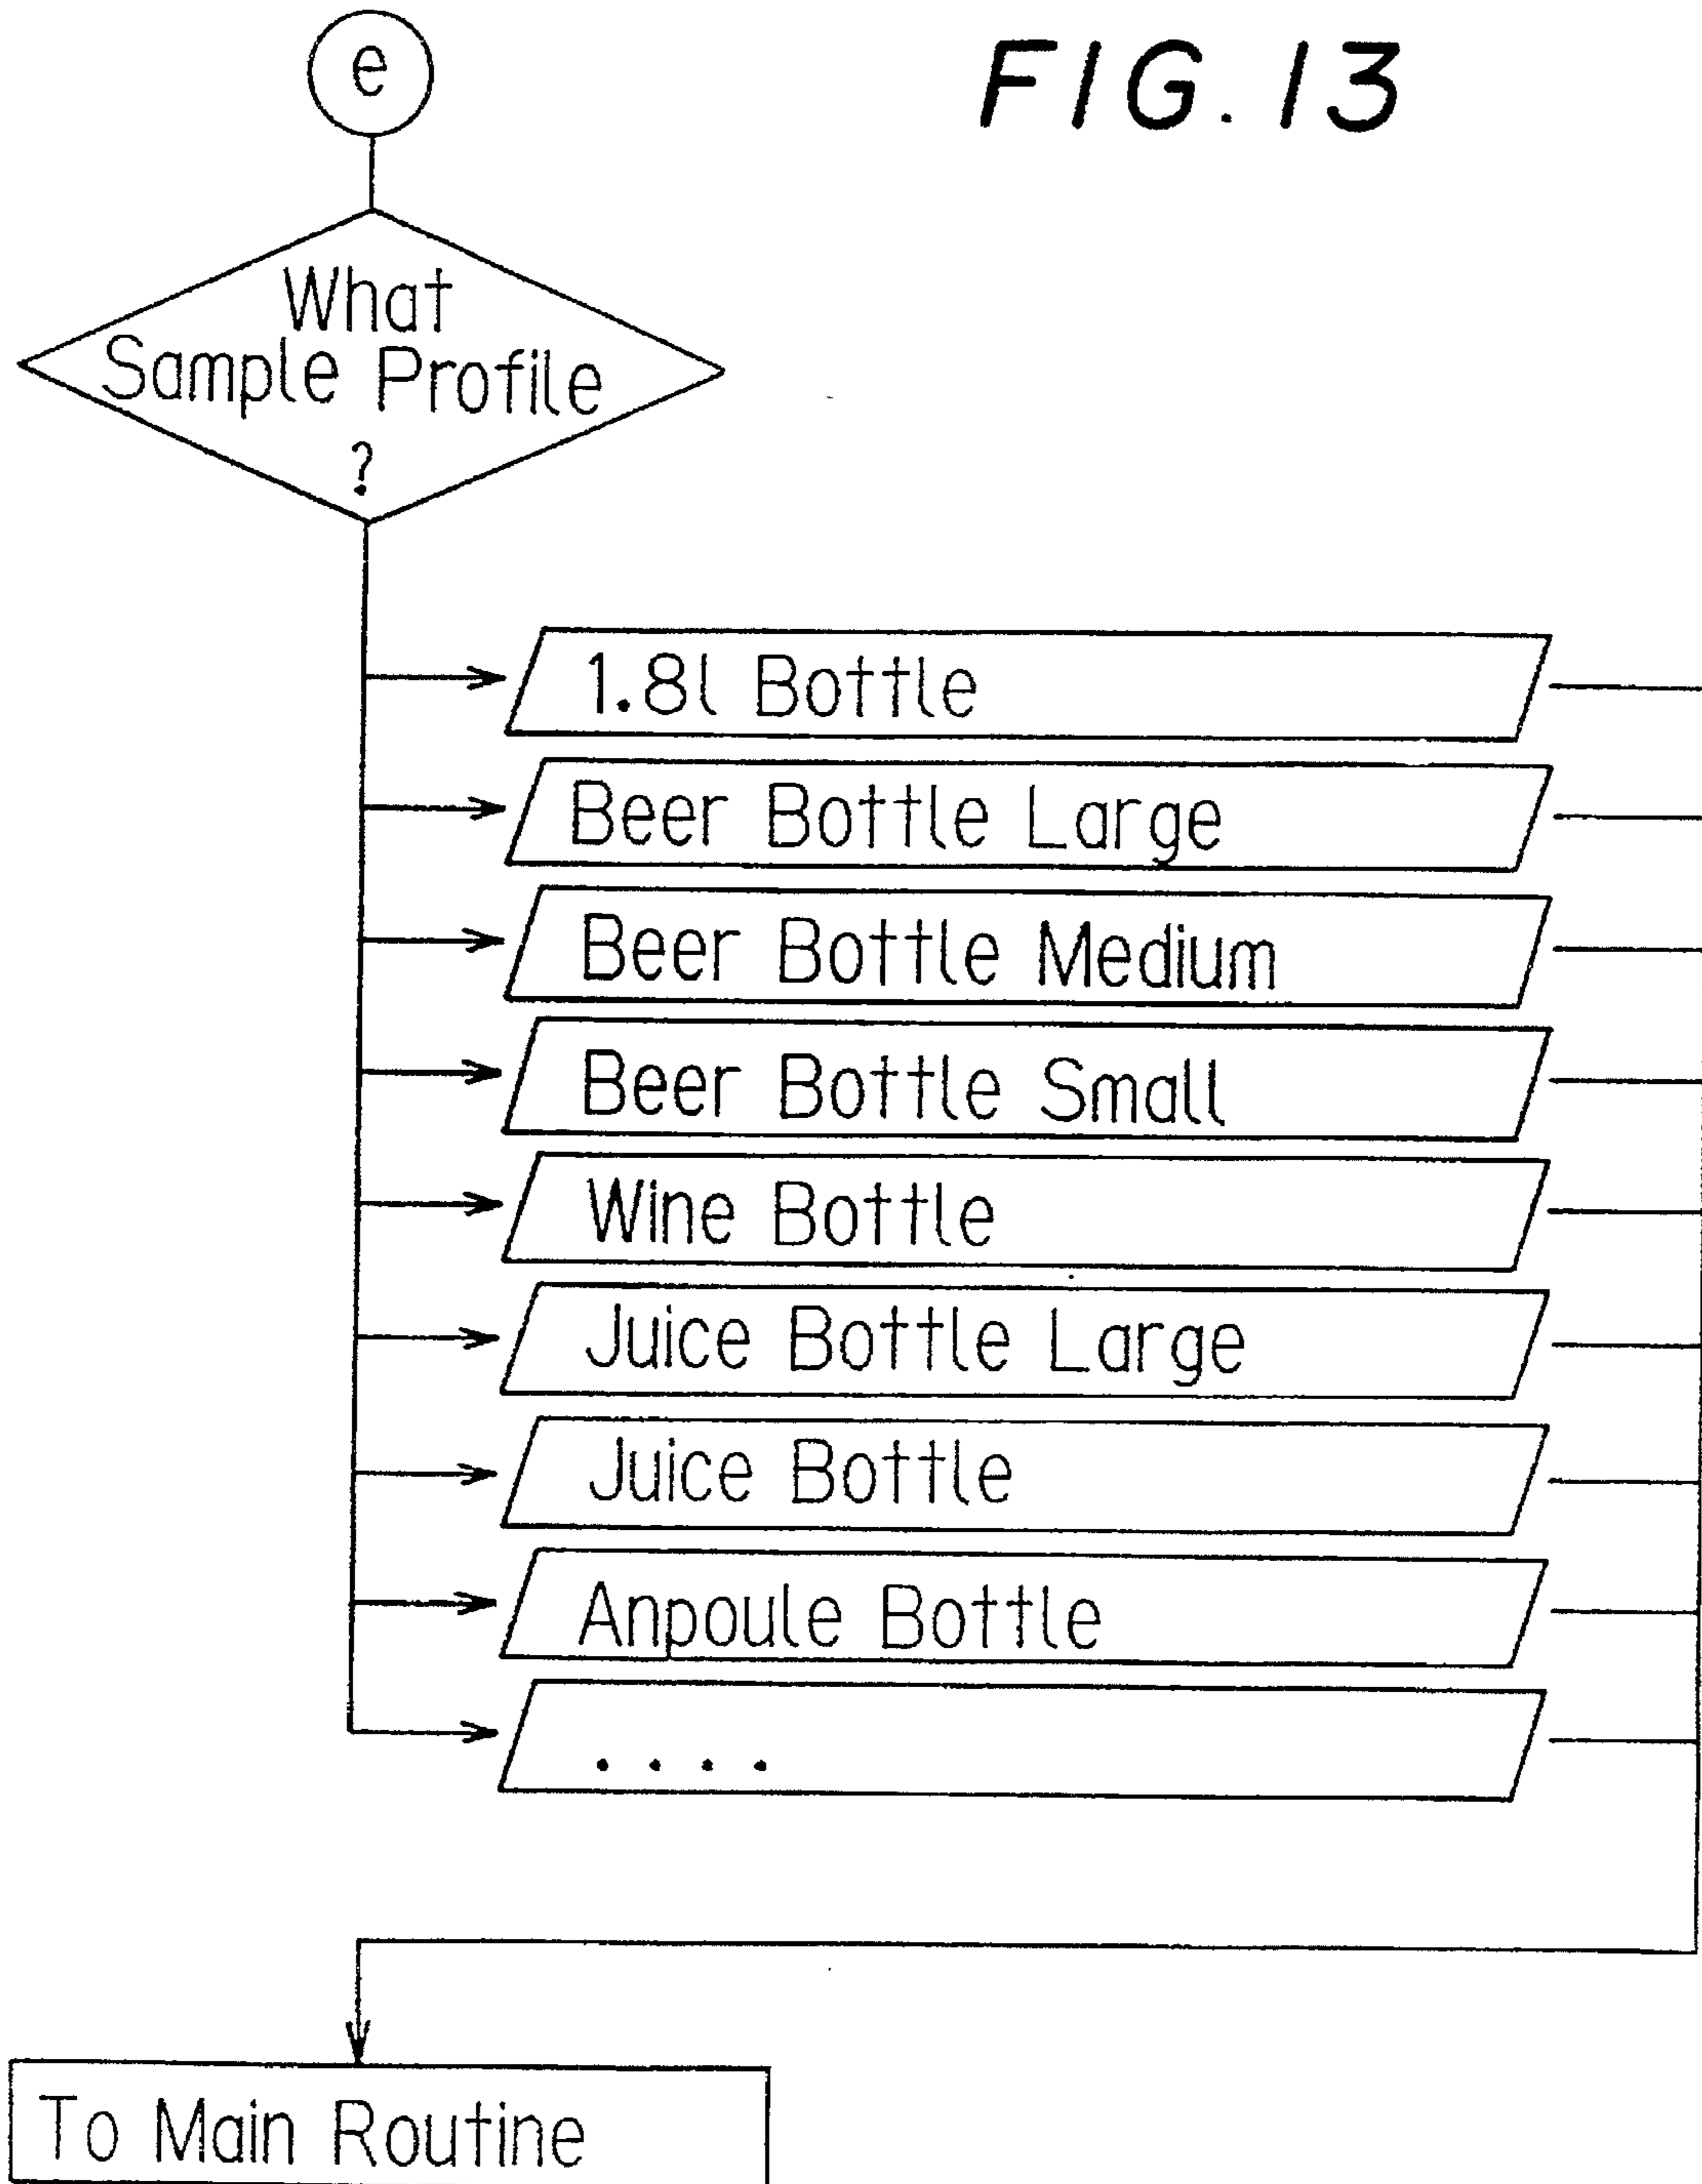 e
FIG. 13
What
Sample Profile
?
1.8l Bottle
Beer Bottle Large
Beer Bottle Medium
Beer Bottle Small
Wine Bottle
Juice Bottle Large
Juice Bottle
Anpoule Bottle
. . . .
To Main Routine